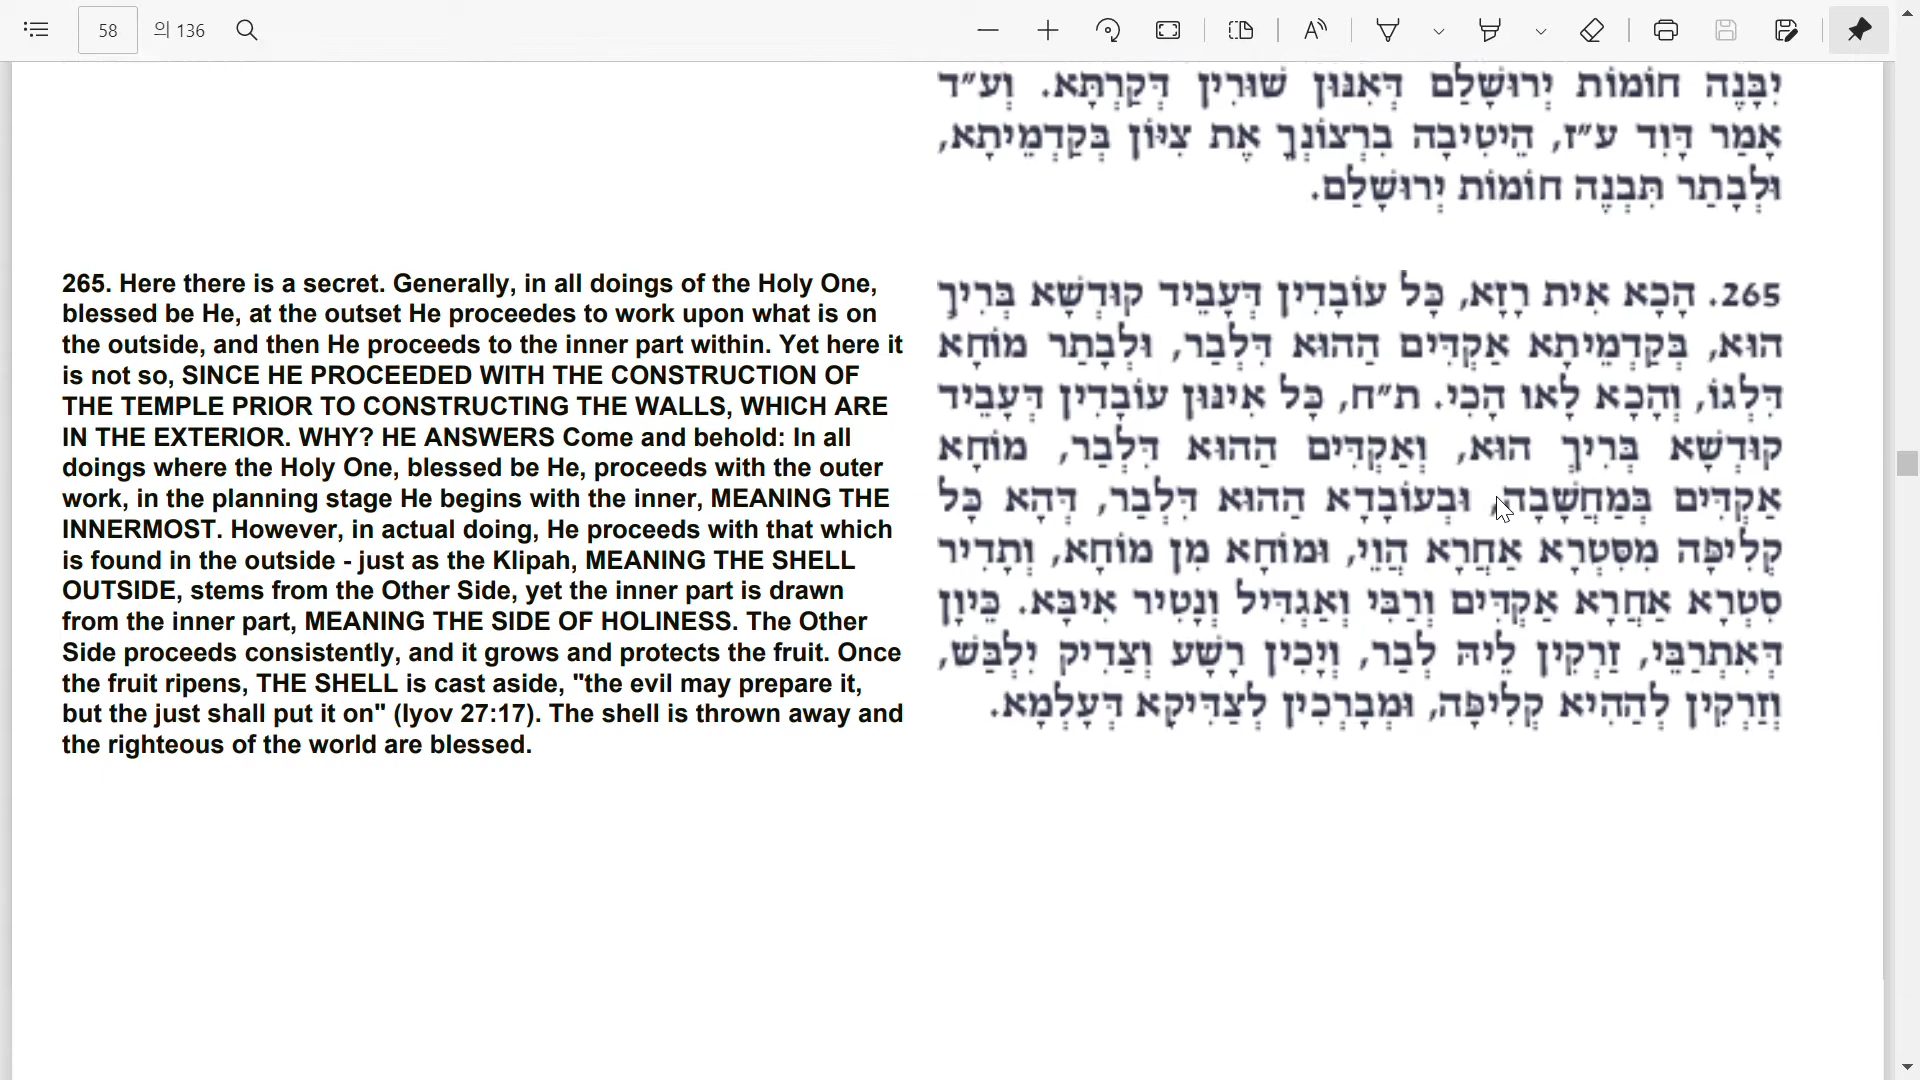 58 의 136
יִבָּנֶה חוֹמוֹת יְרוּשָׁלַם דְּאִנּוּן שׁוּרִין דְּקַרְתָּא. וְע״ד
אָמַר דָּוִד ע״ז, הֵיטִיבָה בִרְצוֹנְךָ אֶת צִיּוֹן בְּקַדְמֵיתָא,
וּלְבָתַר תִּבְנֶה חוֹמוֹת יְרוּשָׁלַם.
265. Here there is a secret. Generally, in all doings of the Holy One,
blessed be He, at the outset He proceedes to work upon what is on
the outside, and then He proceeds to the inner part within. Yet here it
is not so, SINCE HE PROCEEDED WITH THE CONSTRUCTION OF
THE TEMPLE PRIOR TO CONSTRUCTING THE WALLS, WHICH ARE
IN THE EXTERIOR. WHY? HE ANSWERS Come and behold: In all
doings where the Holy One, blessed be He, proceeds with the outer
work, in the planning stage He begins with the inner, MEANING THE
INNERMOST. However, in actual doing, He proceeds with that which
is found in the outside - just as the Klipah, MEANING THE SHELL
OUTSIDE, stems from the Other Side, yet the inner part is drawn
from the inner part, MEANING THE SIDE OF HOLINESS. The Other
Side proceeds consistently, and it grows and protects the fruit. Once
the fruit ripens, THE SHELL is cast aside, "the evil may prepare it,
but the just shall put it on" (Iyov 27:17). The shell is thrown away and
the righteous of the world are blessed.
265. הָכָא אִית רָזָא, כָּל עוֹבָדִין דְּעָבֵיד קוּדְשָׁא בְּרִיךְ
הוּא, בְּקַדְמֵיתָא אַקְדִּים הַהוּא דִּלְבַר, וּלְבָתַר מוֹחָא
דִּלְגוֹ, וְהָכָא לָאו הָכִי. ת״ח, כָּל אִינּוּן עוֹבָדִין דְּעָבֵיד
קוּדְשָׁא בְּרִיךְ הוּא, וְאַקְדִּים הַהוּא דִּלְבַר, מוֹחָא
אַקְדִּים בְּמַחֲשָׁבָה, וּבְעוֹבָדָא הַהוּא דִּלְבַר, דְּהָא כָּל
קְלִיפָּה מִסִּטְרָא אַחֲרָא הֲוֵי, וּמוֹחָא מִן מוֹחָא, וְתָדִיר
סִטְרָא אַחֲרָא אַקְדִּים וְרַבֵּי וְאַגְדִּיל וְנָטִיר אִיבָּא. כֵּיוָן
דְּאִתְרַבֵּי, זַרְקִין לֵיהּ לְבַר, וְיָכִין רָשָׁע וְצַדִיק יִלְבַּשׁ,
וְזַרְקִין לְהַהִיא קְלִיפָּה, וּמְבָרְכִין לְצַדִּיקָא דְּעָלְמָא.